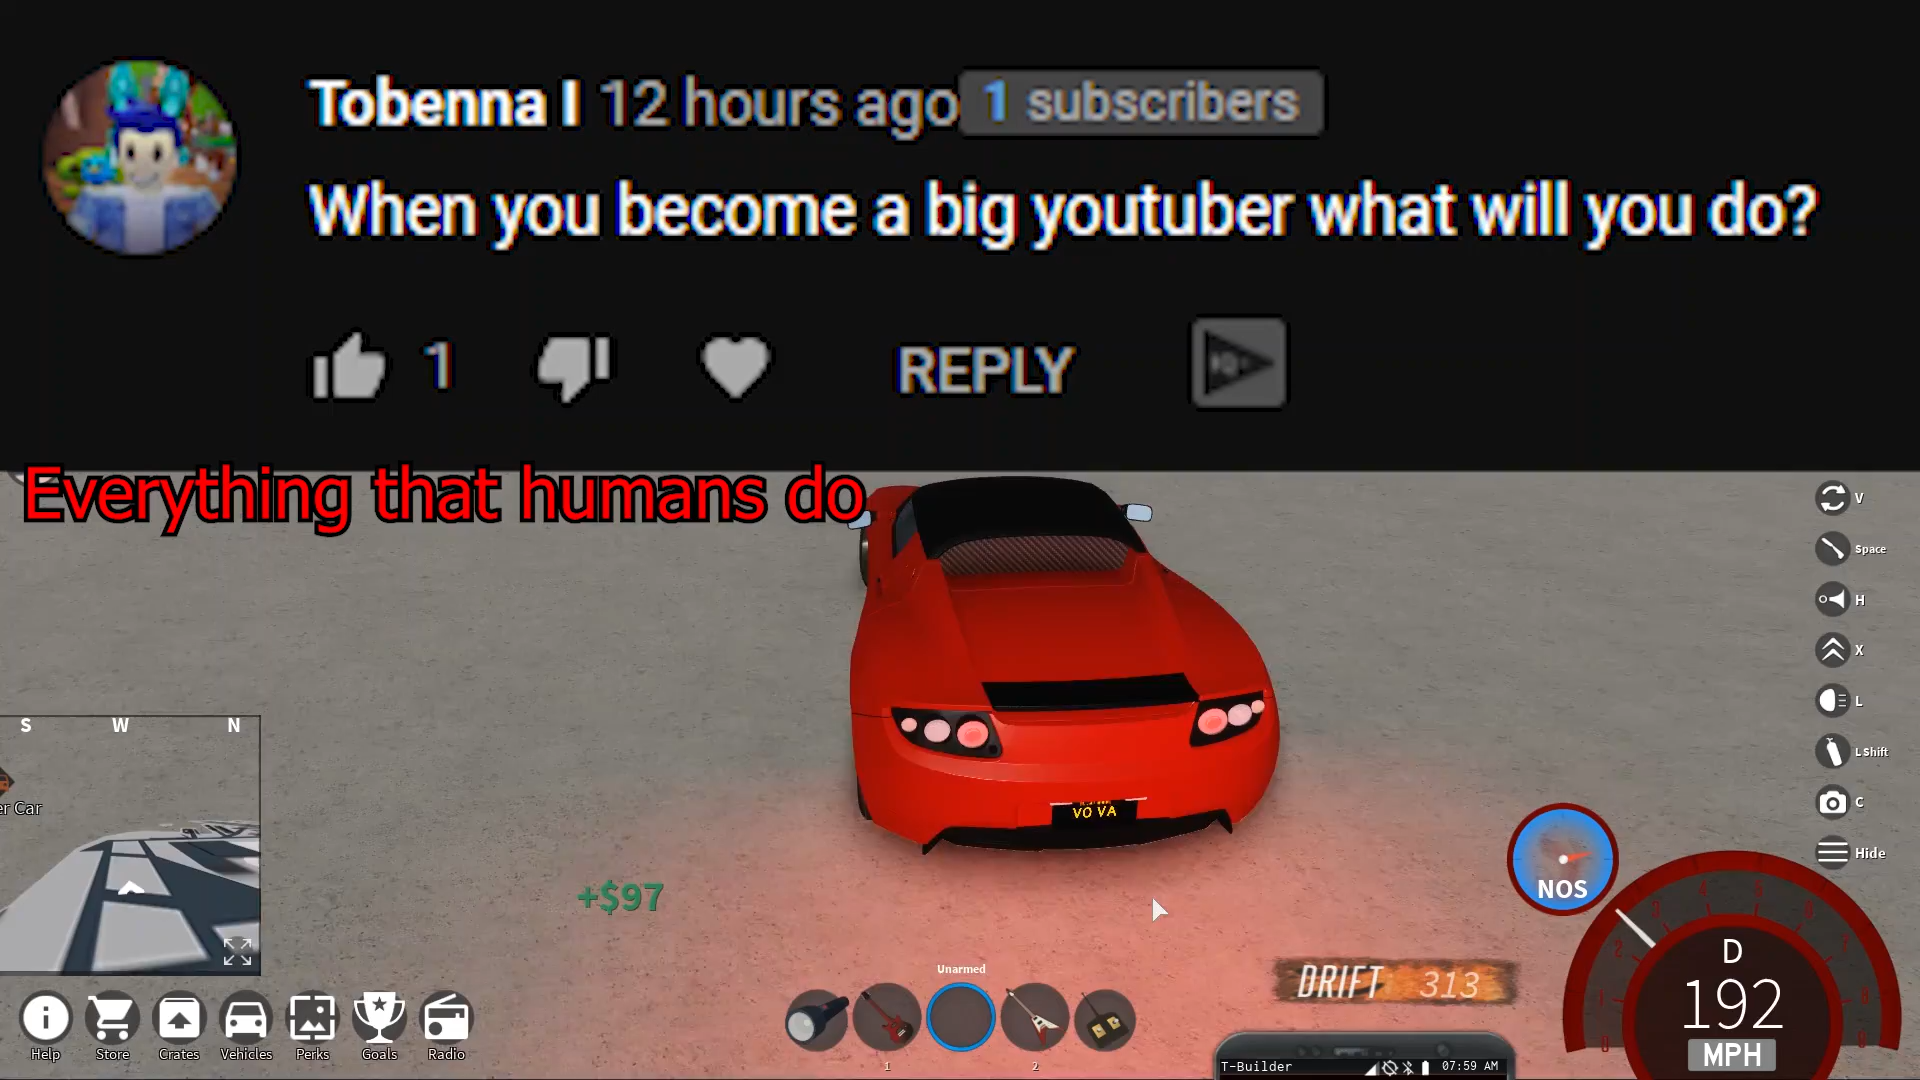 Tobenna I 12 hours ago 1 subscribers
When you become a big youtuber what will you do?
1
REPLY
Everything that humans do
V
Space
H
X
L
L Shift
C
Hide
S W N
er Car
+$97
NOS
D
192
MPH
VO VA
DRIFT 313
Unarmed
1 2
Help Store Crates Vehicles Perks Goals Radio
T-Builder 07:59 AM